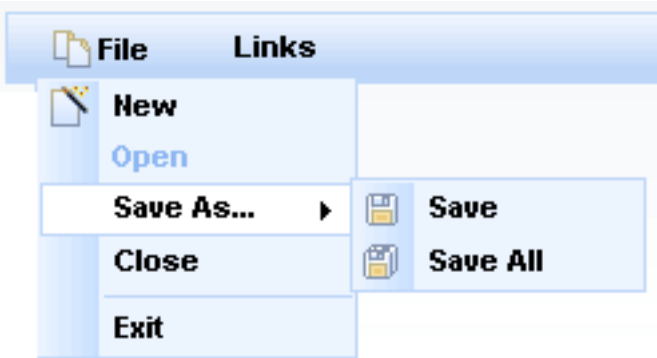 File Links
New
Open
Save As... Save
Close Save All
Exit